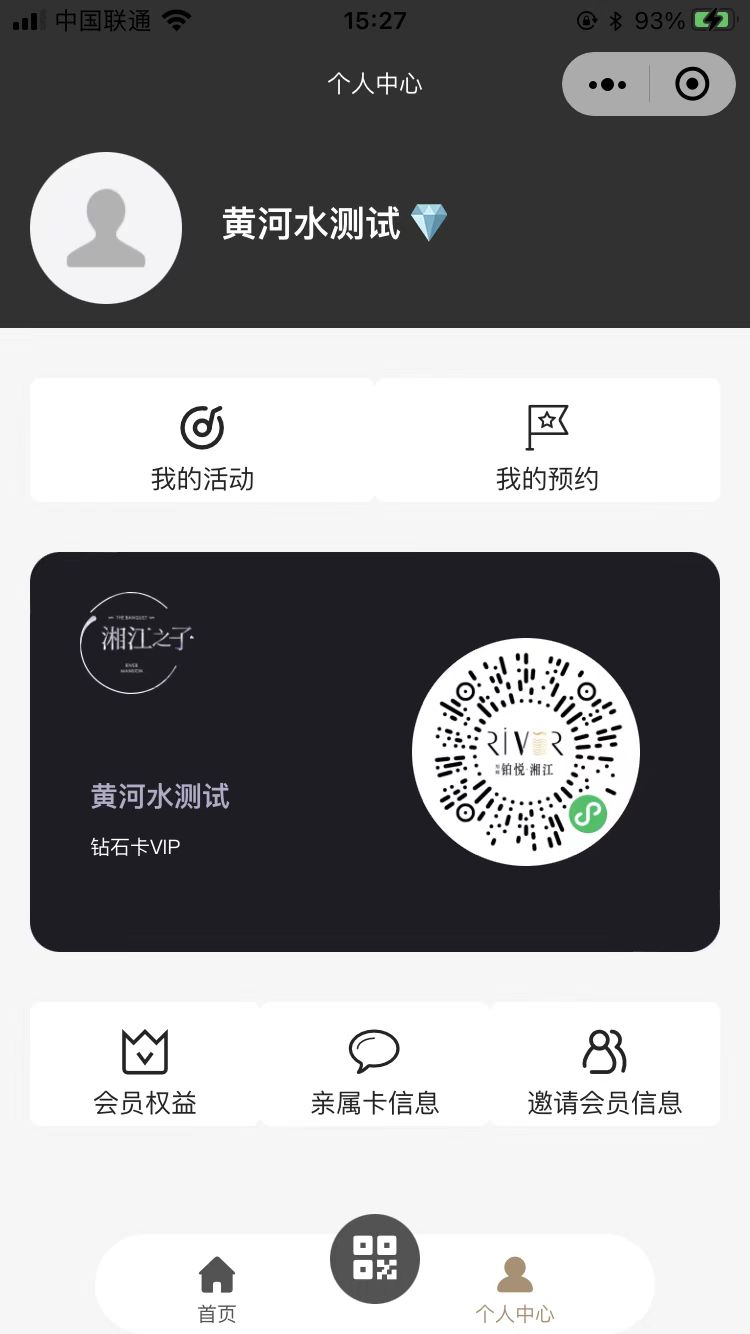 中国联通
15:27
93%
个人中心
黄河水测试
我的活动
我的预约
THE BANQUET
湘江之子
RIVER
MANSION
RIVER
铂悦·湘江
黄河水测试
钻石卡VIP
会员权益
亲属卡信息
邀请会员信息
首页
个人中心